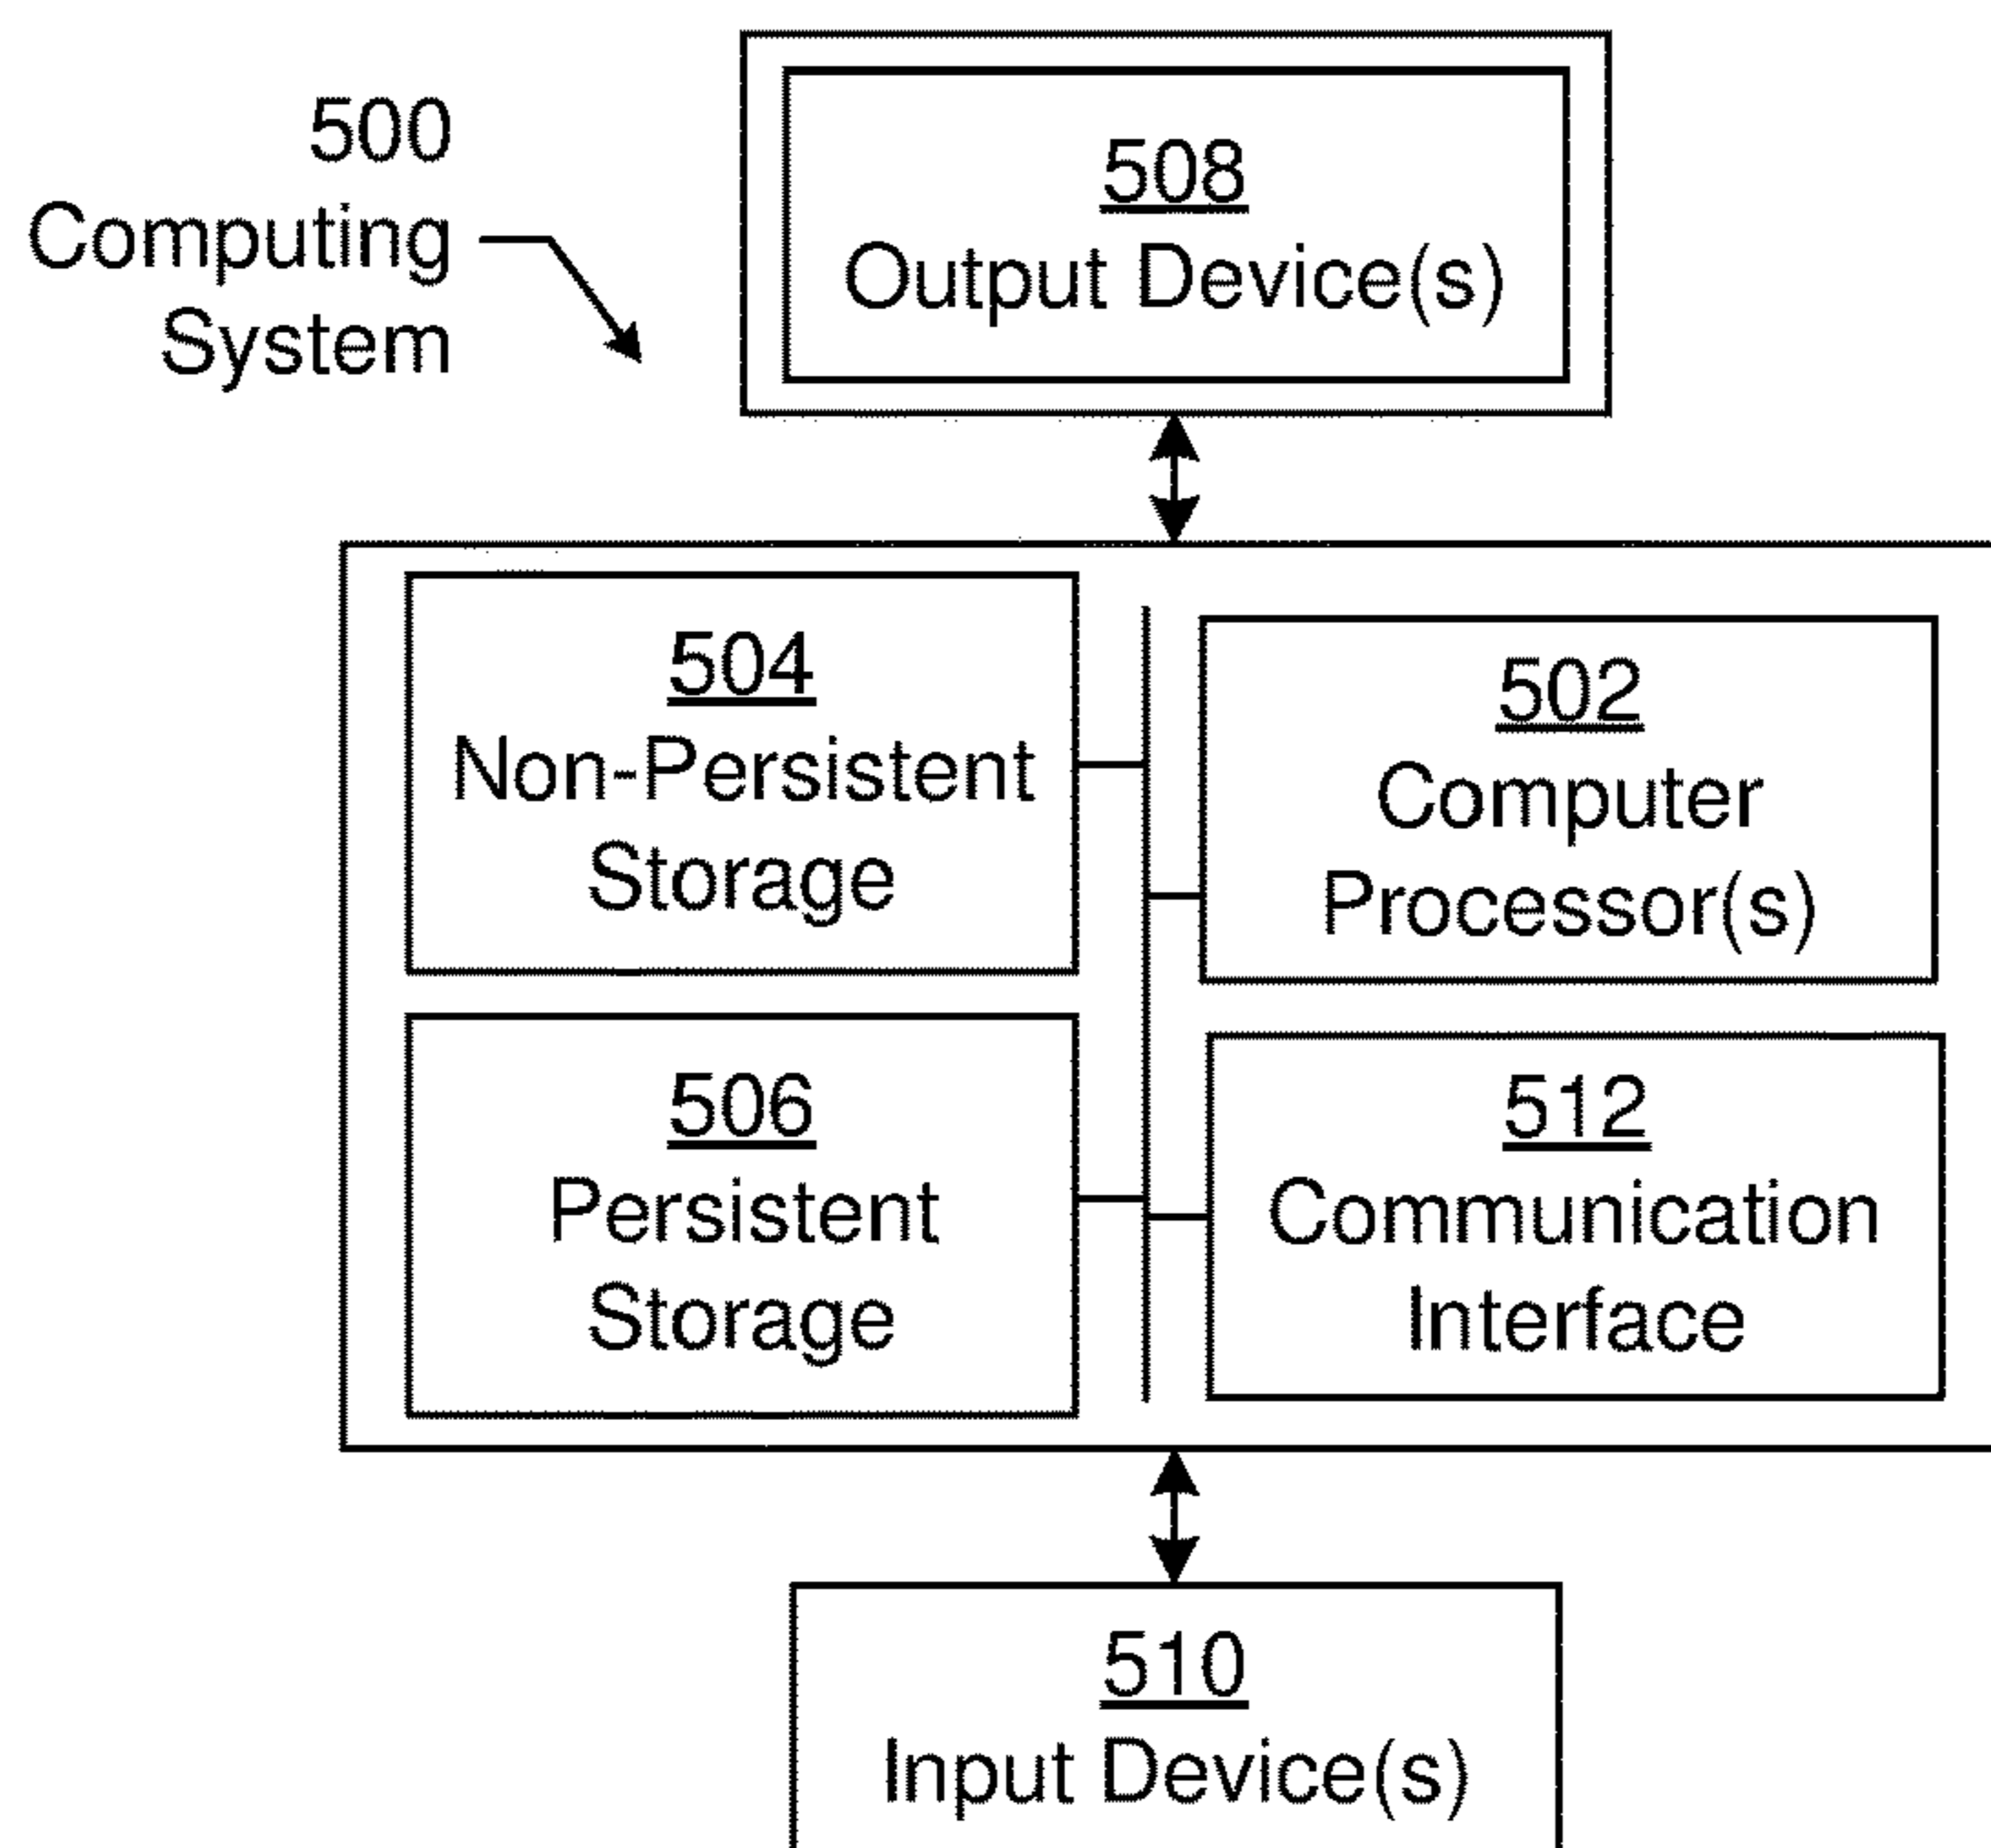 500
Computing
System
508
Output Device(s)
504
Non-Persistent
Storage
502
Computer
Processor(s)
506
Persistent
Storage
512
Communication
Interface
510
Input Device(s)